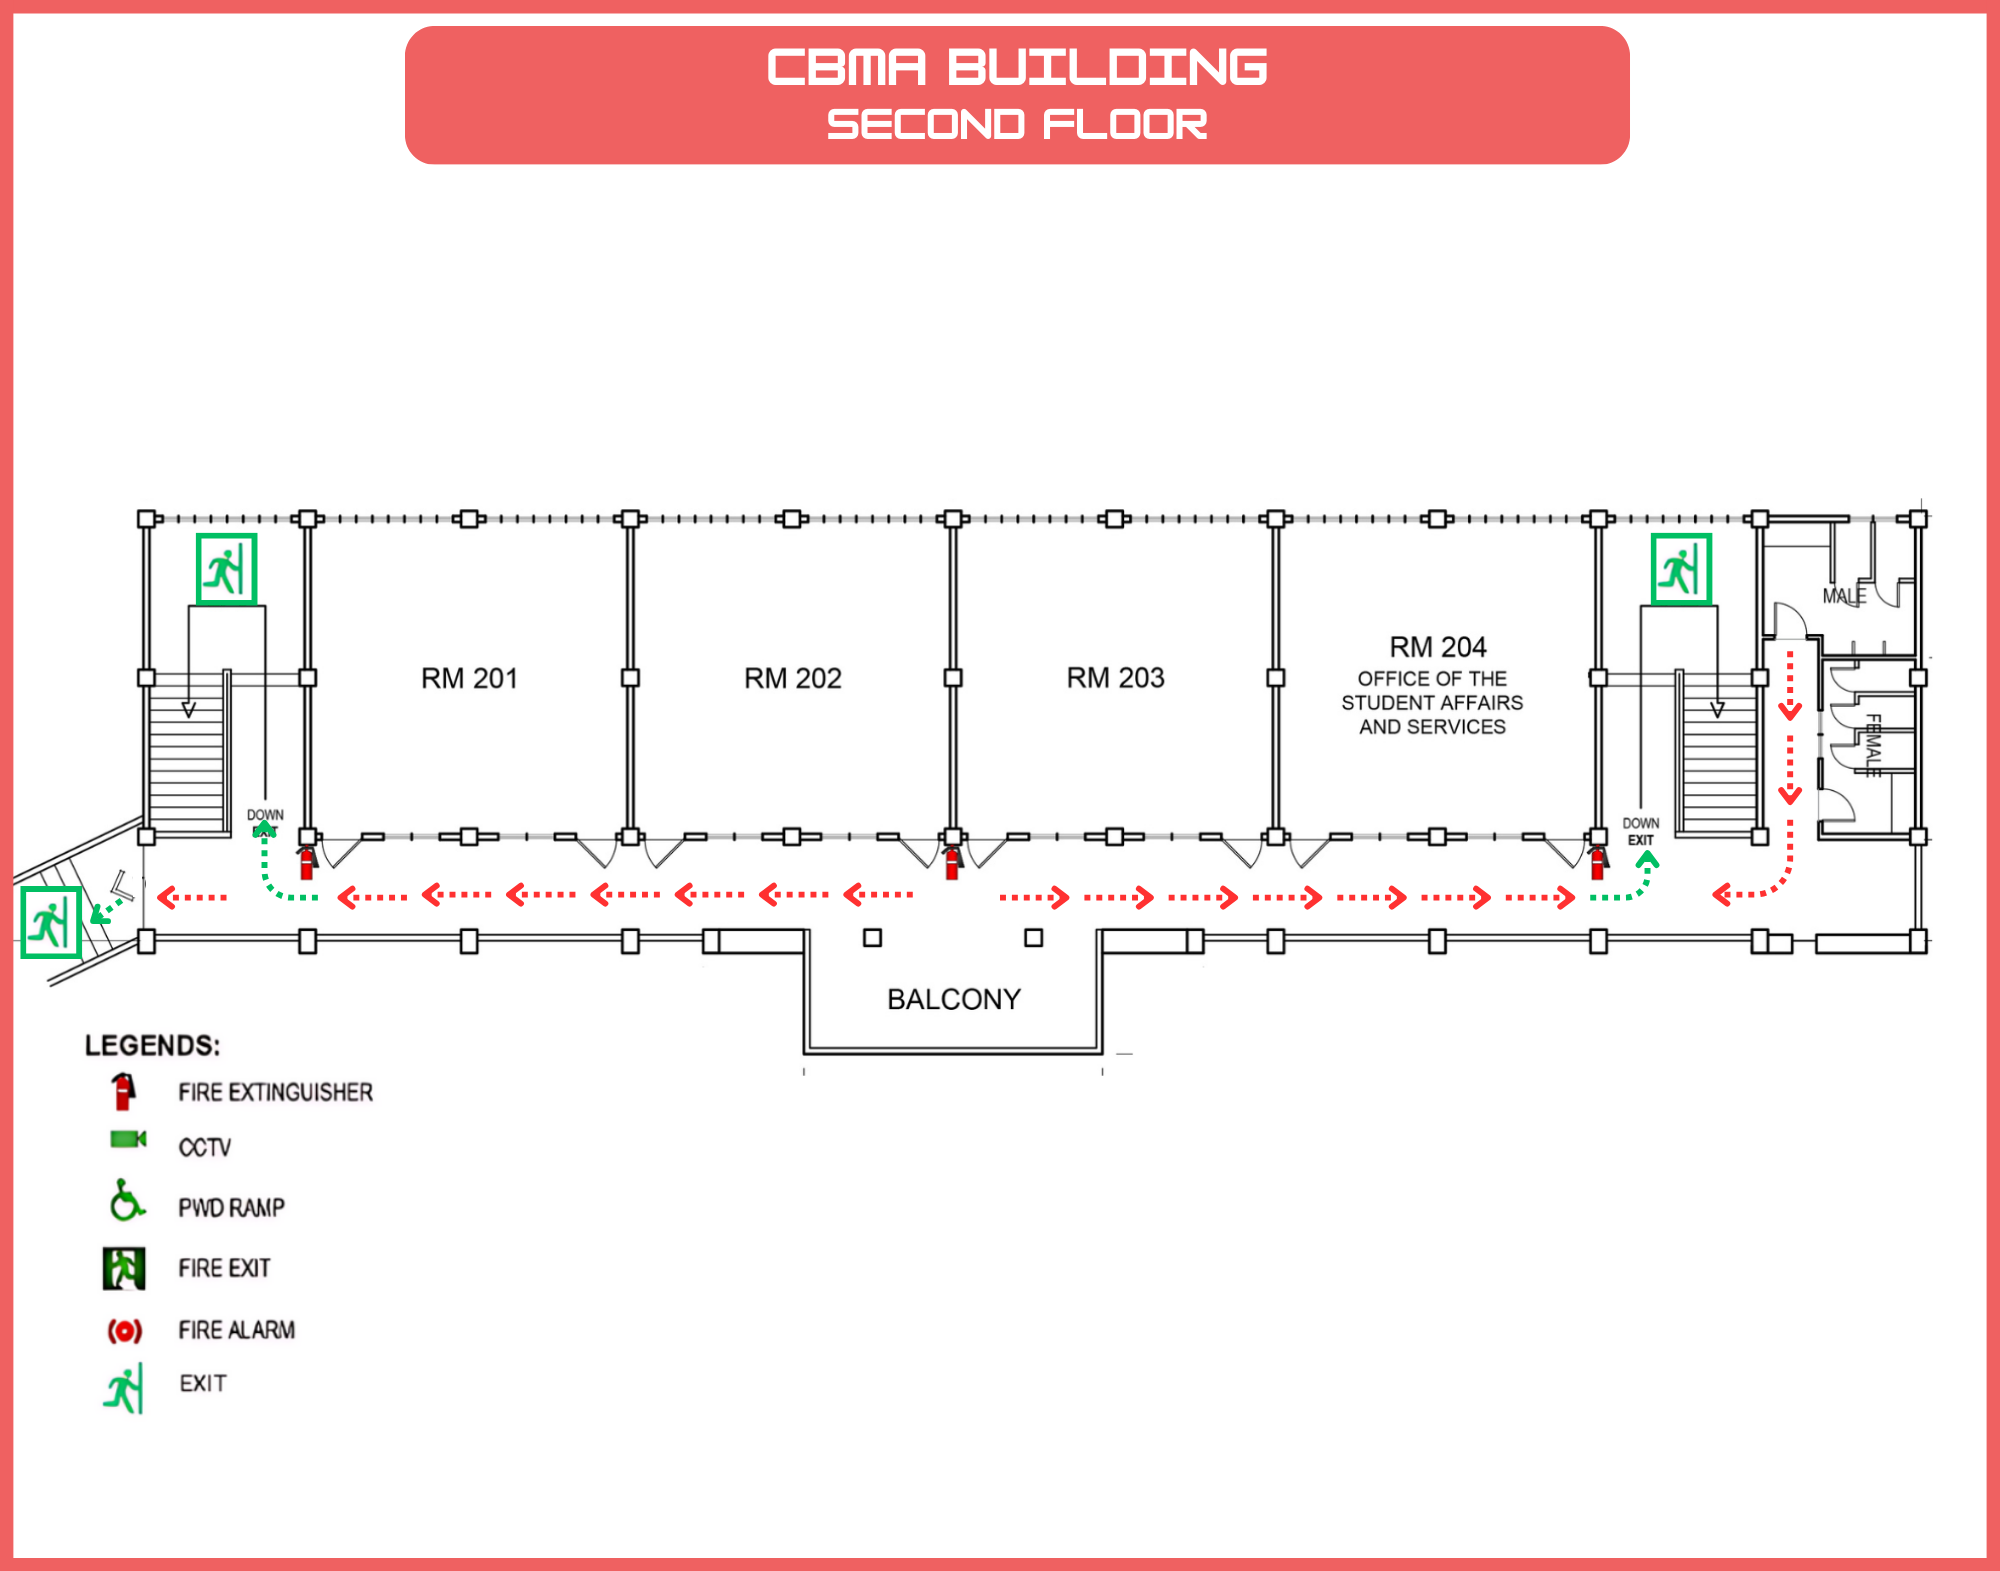 CBMA BUILDING
SECOND FLOOR
RM 201
RM 202
RM 203
RM 204
OFFICE OF THE
STUDENT AFFAIRS
AND SERVICES
MALE
FEMALE
DOWN
EXIT
DOWN
EXIT
BALCONY
LEGENDS:
FIRE EXTINGUISHER
CCTV
PWD RAMP
FIRE EXIT
FIRE ALARM
EXIT